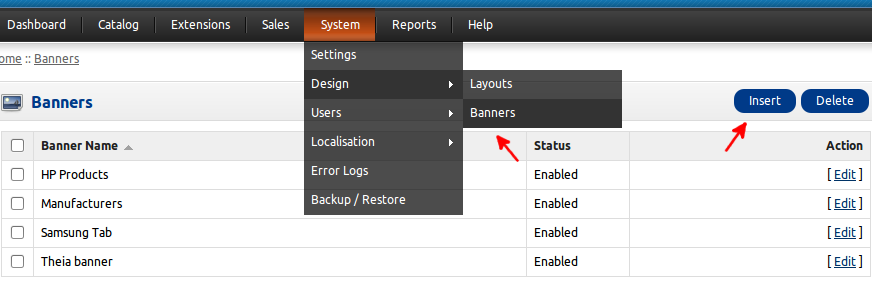 Dashboard Catalog Extensions Sales System Reports Help
ome :: Banners
Settings
Design Layouts
Banners Insert Delete
Users Banners
Localisation
Banner Name Status Action
Error Logs
HP Products Enabled [ Edit ]
Backup / Restore
Manufacturers Enabled [ Edit ]
Samsung Tab Enabled [ Edit ]
Theia banner Enabled [ Edit ]